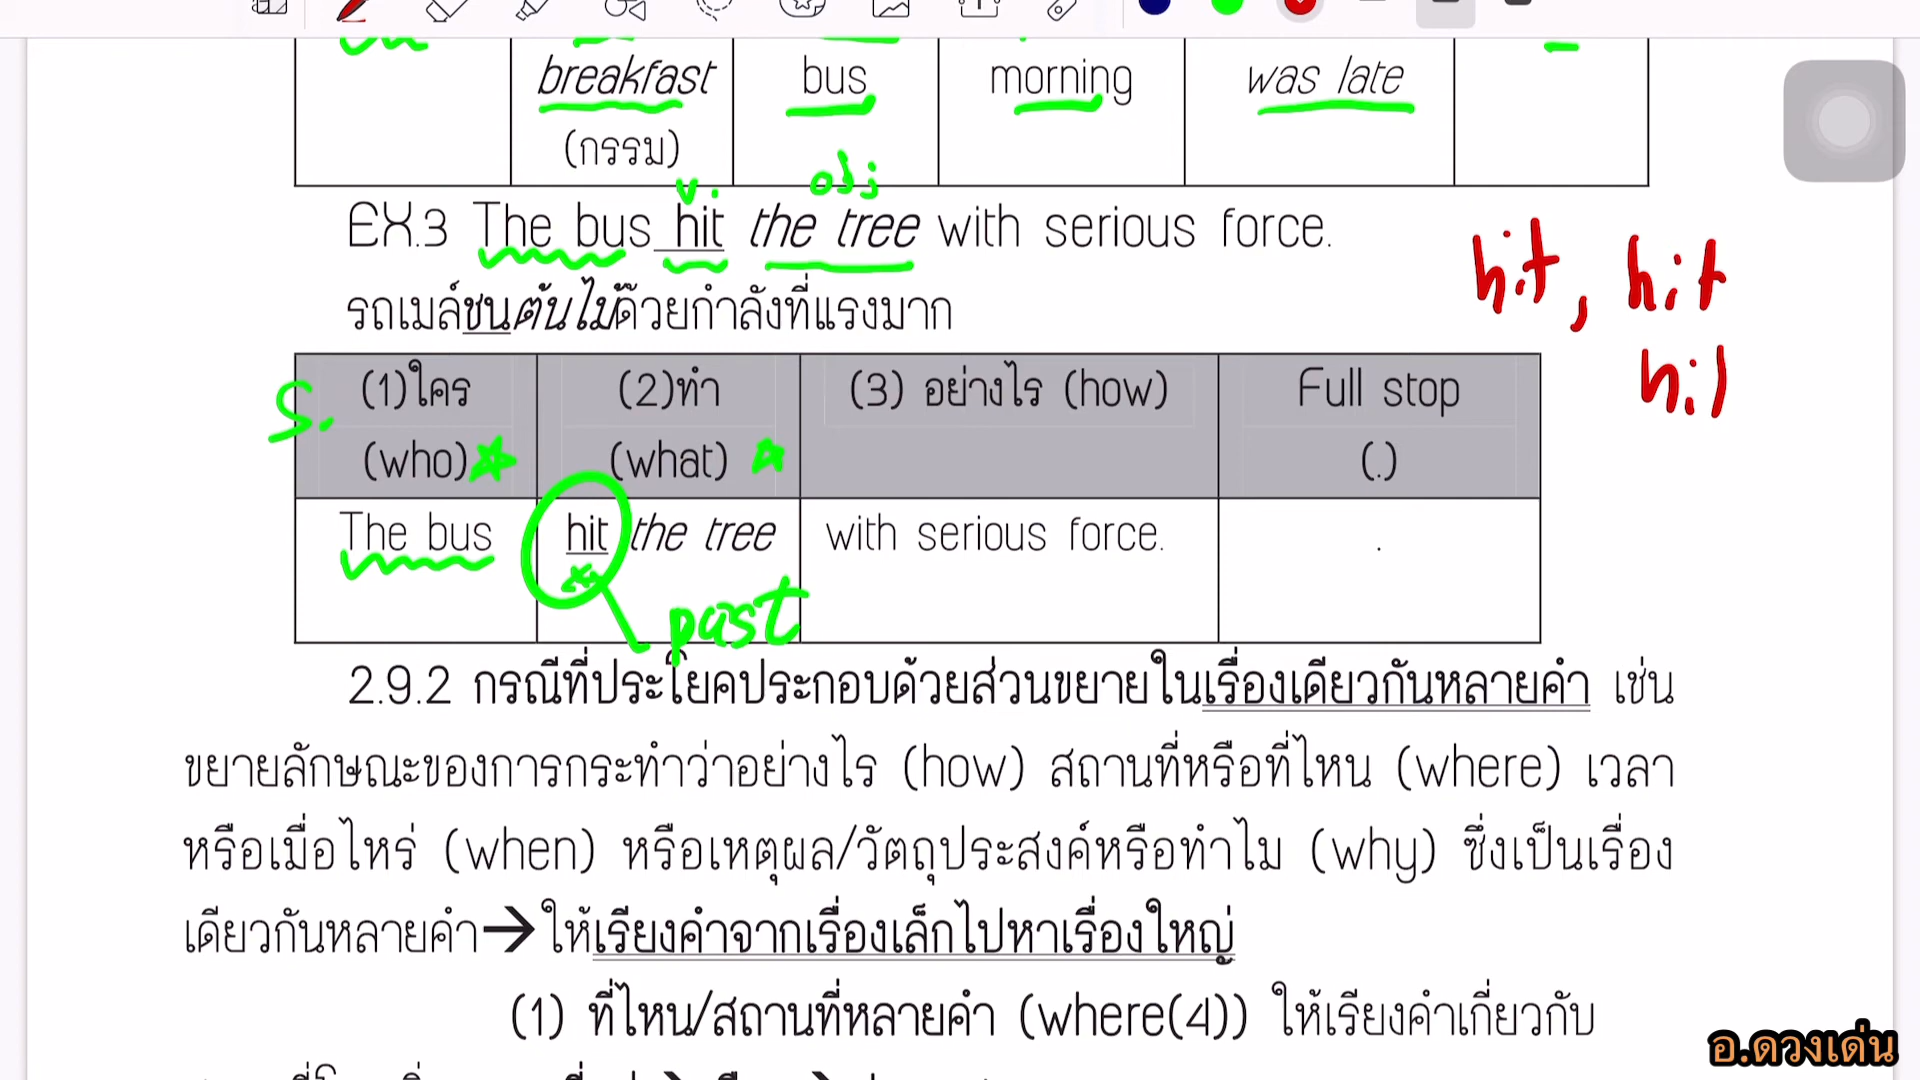 breakfast bus morning was late
(กรรม)
v. obj
EX.3 The bus hit the tree with serious force.
hit, hit
รถเมล์ชนต้นไม้ด้วยกำลังที่แรงมาก
hit
S. (1)ใคร (2)ทำ (3) อย่างไร (how) Full stop
(who) (what) (.)
The bus hit the tree with serious force. .
past
2.9.2 กรณีที่ประโยคประกอบด้วยส่วนขยายในเรื่องเดียวกันหลายคำ เช่น
ขยายลักษณะของการกระทำว่าอย่างไร (how) สถานที่หรือที่ไหน (where) เวลา
หรือเมื่อไหร่ (when) หรือเหตุผล/วัตถุประสงค์หรือทำไม (why) ซึ่งเป็นเรื่อง
เดียวกันหลายคำ→ให้เรียงคำจากเรื่องเล็กไปหาเรื่องใหญ่
(1) ที่ไหน/สถานที่หลายคำ (where(4)) ให้เรียงคำเกี่ยวกับ
อ.ดวงเด่น